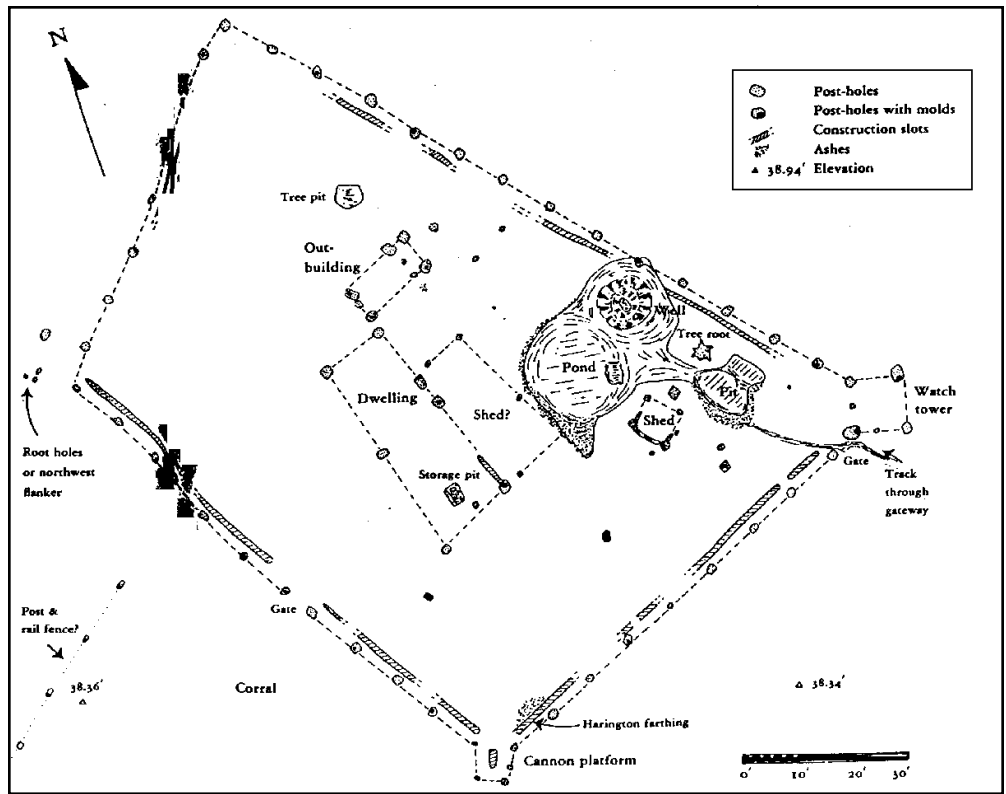 N
Post-holes
Post-holes with molds
Construction slots
Ashes
38.94' Elevation
Tree pit
Out-
building
Well
Tree root
Pond
Pit
Watch
tower
Dwelling
Shed?
Shed
Storage pit
Gate
Track
through
gateway
Root holes
or northwest
flanker
Gate
Post &
rail fence?
38.36'
Corral
38.34'
Harington farthing
Cannon platform
0' 10' 20' 30'